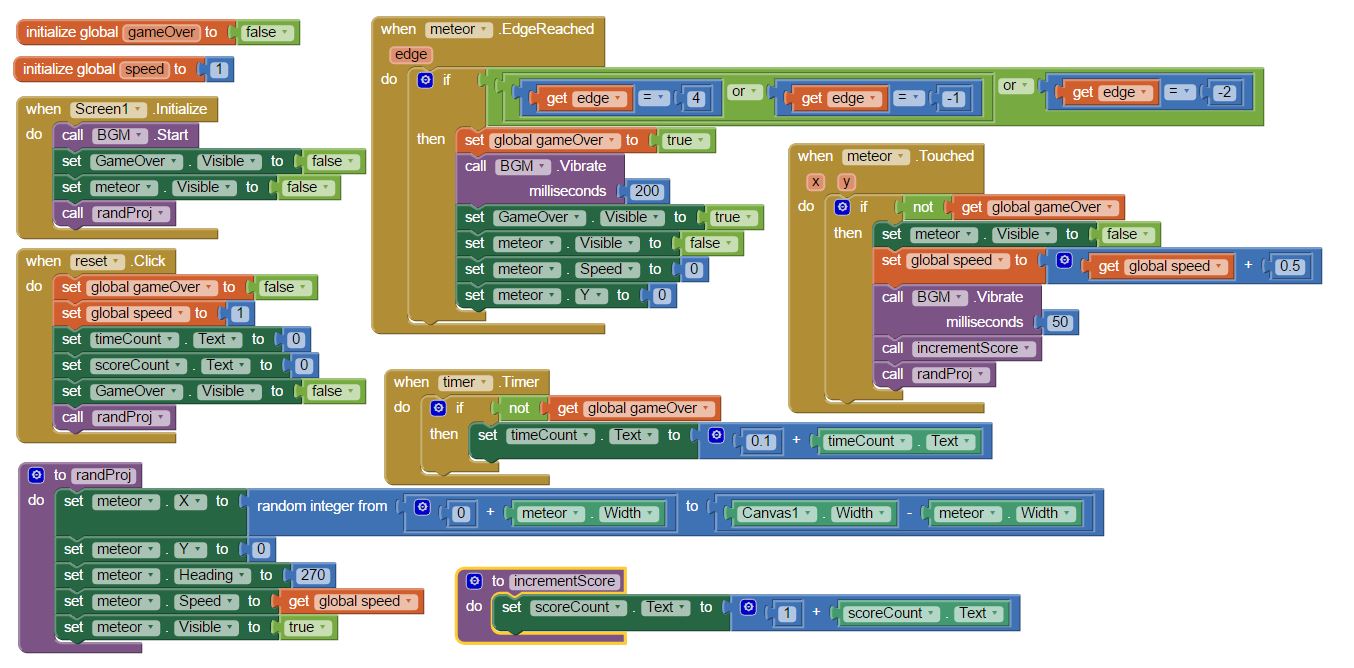 initialize global gameOver to false
initialize global speed to 1
when Screen1 .Initialize
do call BGM .Start
set GameOver . Visible to false
set meteor . Visible to false
call randProj
when reset .Click
do set global gameOver to false
set global speed to 1
set timeCount . Text to 0
set scoreCount . Text to 0
set GameOver . Visible to false
call randProj
when meteor .EdgeReached
edge
do if get edge = 4 or get edge = -1 or get edge = -2
then set global gameOver to true
call BGM .Vibrate
milliseconds 200
set GameOver . Visible to true
set meteor . Visible to false
set meteor . Speed to 0
set meteor . Y to 0
when meteor .Touched
x y
do if not get global gameOver
then set meteor . Visible to false
set global speed to get global speed + 0.5
call BGM .Vibrate
milliseconds 50
call incrementScore
call randProj
when timer .Timer
do if not get global gameOver
then set timeCount . Text to 0.1 + timeCount . Text
to randProj
do set meteor . X to random integer from 0 + meteor . Width to Canvas1 . Width - meteor . Width
set meteor . Y to 0
set meteor . Heading to 270
set meteor . Speed to get global speed
set meteor . Visible to true
to incrementScore
do set scoreCount . Text to 1 + scoreCount . Text